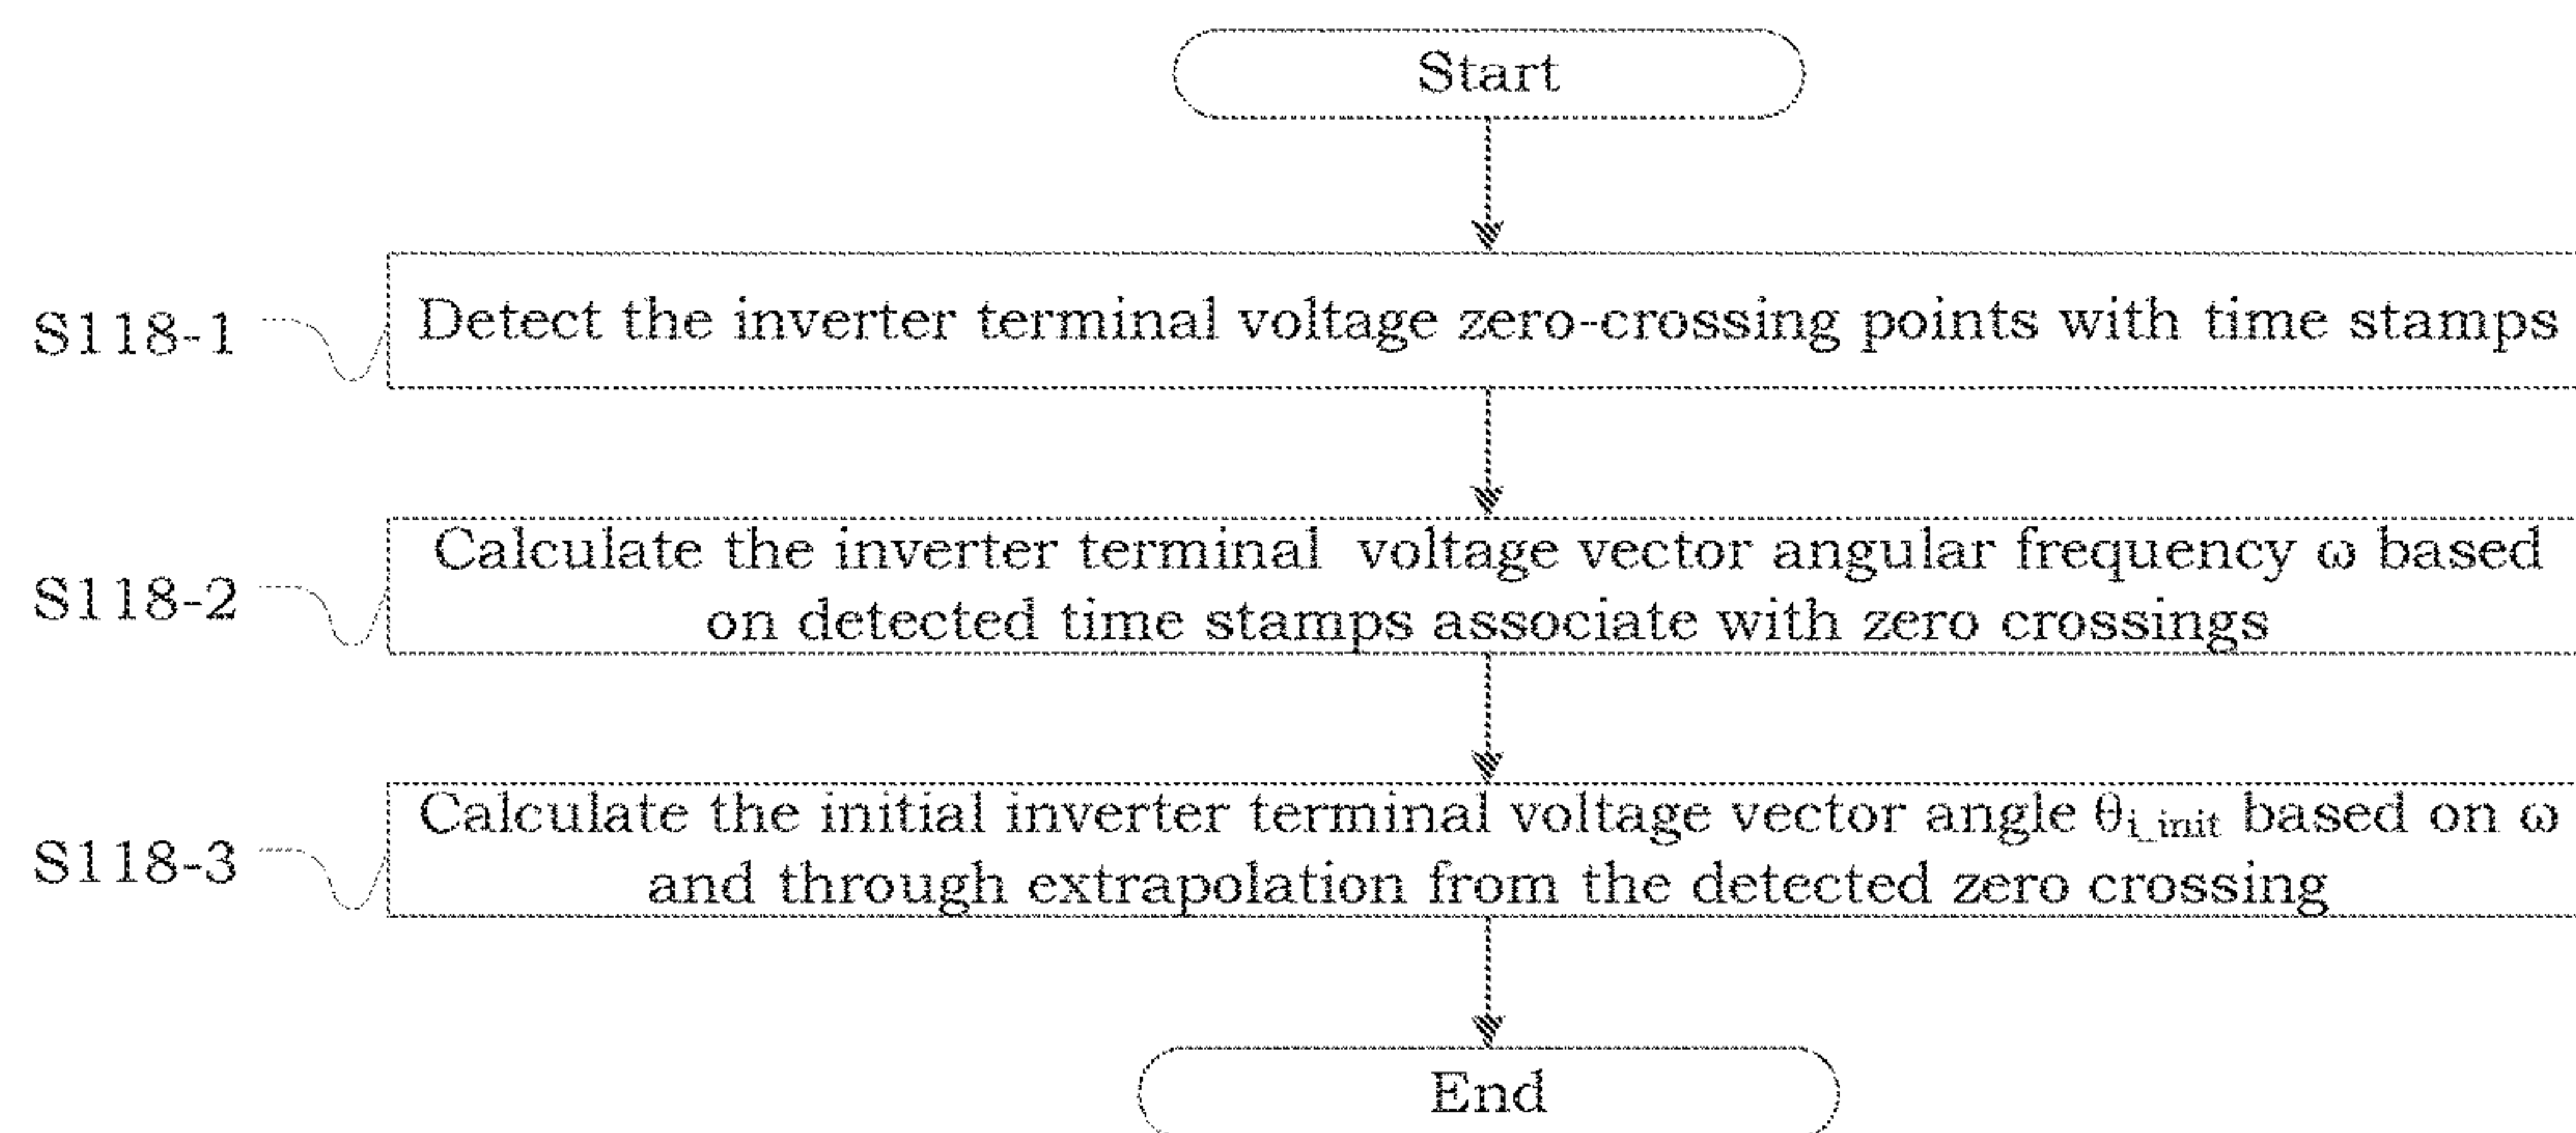 Start
S118-1
Detect the inverter terminal voltage zero-crossing points with time stamps
S118-2
Calculate the inverter terminal voltage vector angular frequency ω based
on detected time stamps associate with zero crossings
S118-3
Calculate the initial inverter terminal voltage vector angle θi_init based on ω
and through extrapolation from the detected zero crossing
End